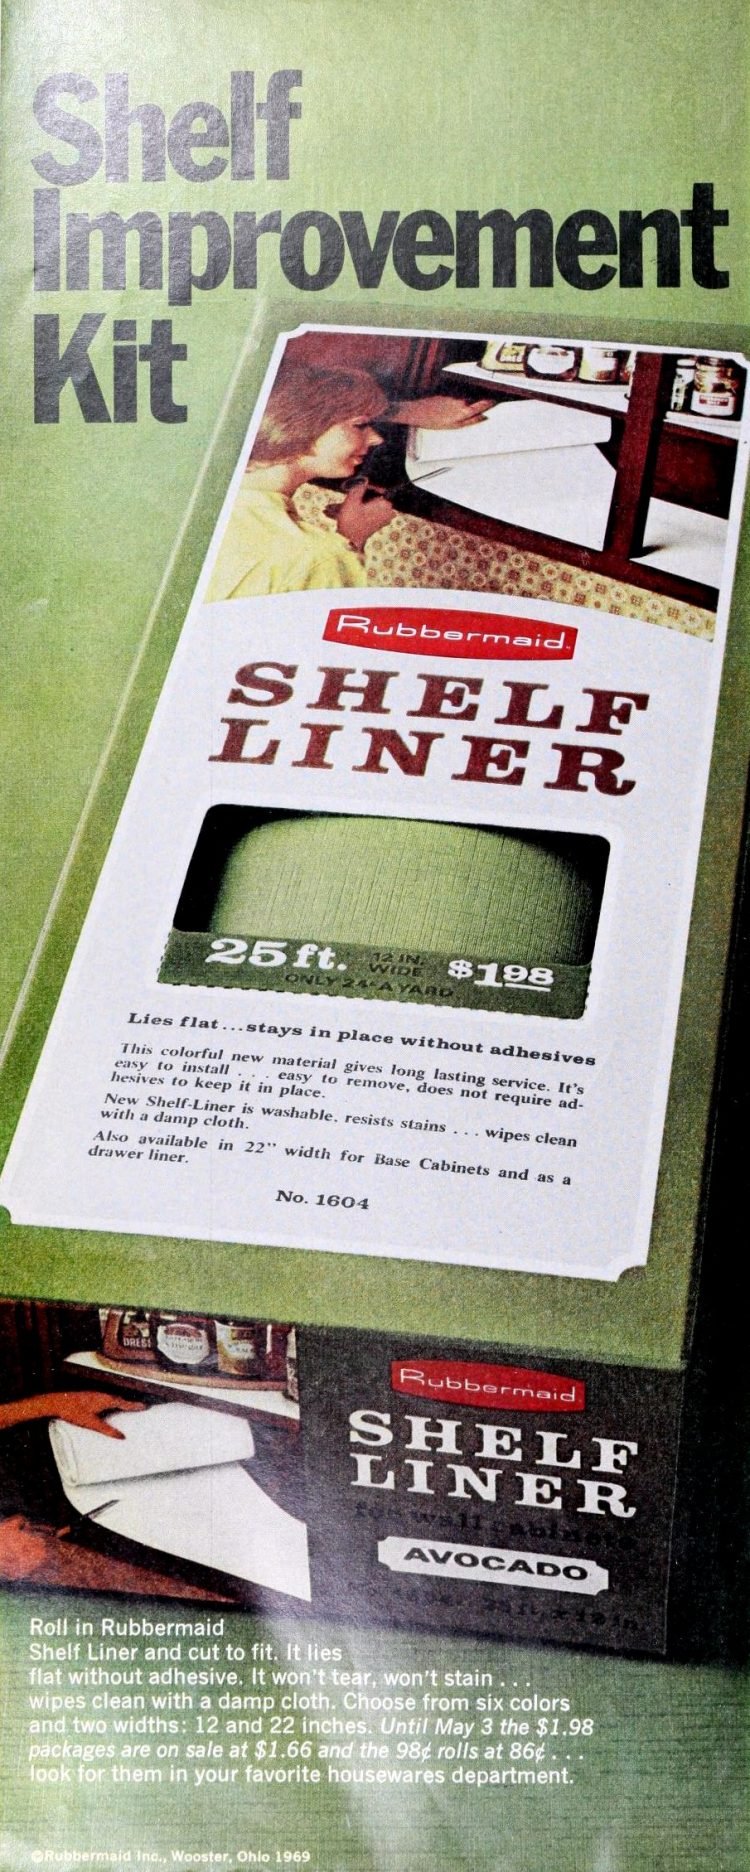 Shelf
Improvement
Kit
Rubbermaid
SHELF
LINER
25 ft. 12 IN. WIDE $1.98
ONLY 24¢ A YARD
Lies flat...stays in place without adhesives
This colorful new material gives long lasting service. It's
easy to install . . . easy to remove, does not require ad-
hesives to keep it in place.
New Shelf-Liner is washable, resists stains . . . wipes clean
with a damp cloth.
Also available in 22" width for Base Cabinets and as a
drawer liner.
No. 1604
Rubbermaid
SHELF
LINER
for wall cabinets
AVOCADO
Roll in Rubbermaid
Shelf Liner and cut to fit. It lies
flat without adhesive. It won't tear, won't stain . . .
wipes clean with a damp cloth. Choose from six colors
and two widths: 12 and 22 inches. Until May 3 the $1.98
packages are on sale at $1.66 and the 98¢ rolls at 86¢ . . .
look for them in your favorite housewares department.
©Rubbermaid Inc., Wooster, Ohio 1969